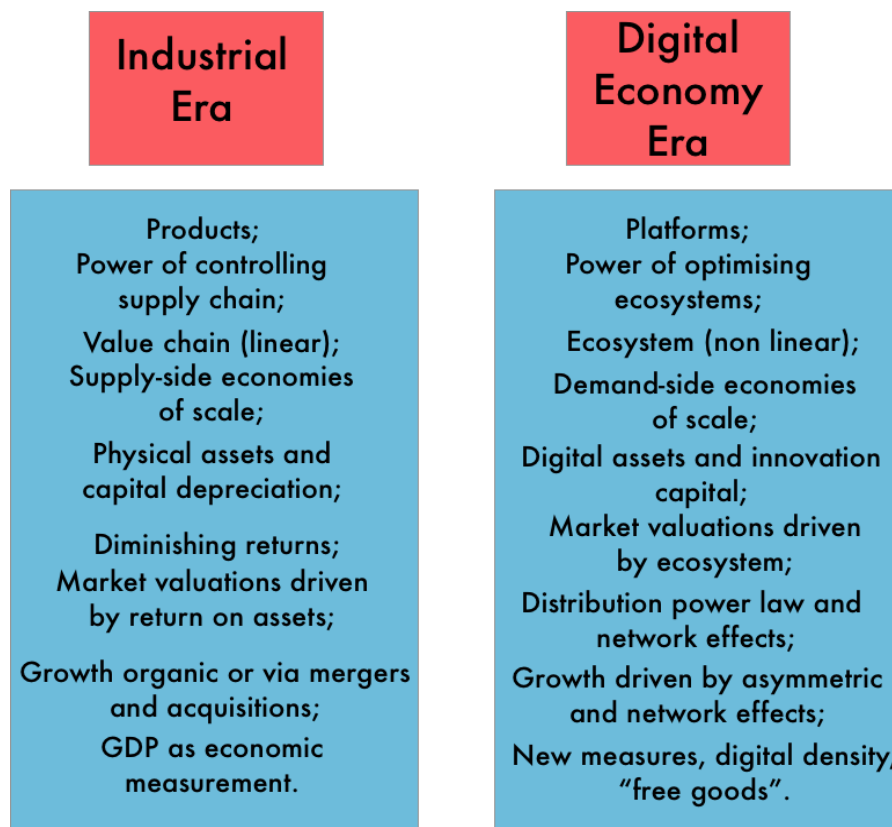 Industrial
Era
Products;
Power of controlling
supply chain;
Value chain (linear);
Supply-side economies
of scale;
Physical assets and
capital depreciation;
Diminishing returns;
Market valuations driven
by return on assets;
Growth organic or via mergers
and acquisitions;
GDP as economic
measurement.
Digital
Economy
Era
Platforms;
Power of optimising
ecosystems;
Ecosystem (non linear);
Demand-side economies
of scale;
Digital assets and innovation
capital;
Market valuations driven
by ecosystem;
Distribution power law and
network effects;
Growth driven by asymmetric
and network effects;
New measures, digital density,
“free goods”.